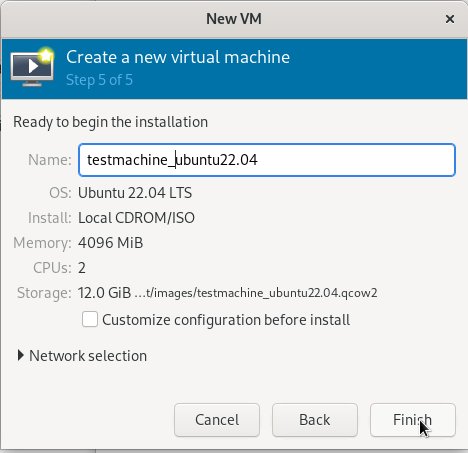 New VM
Create a new virtual machine
Step 5 of 5
Ready to begin the installation
Name: testmachine_ubuntu22.04
OS: Ubuntu 22.04 LTS
Install: Local CDROM/ISO
Memory: 4096 MiB
CPUs: 2
Storage: 12.0 GiB ...t/images/testmachine_ubuntu22.04.qcow2
Customize configuration before install
Network selection
Cancel Back Finish